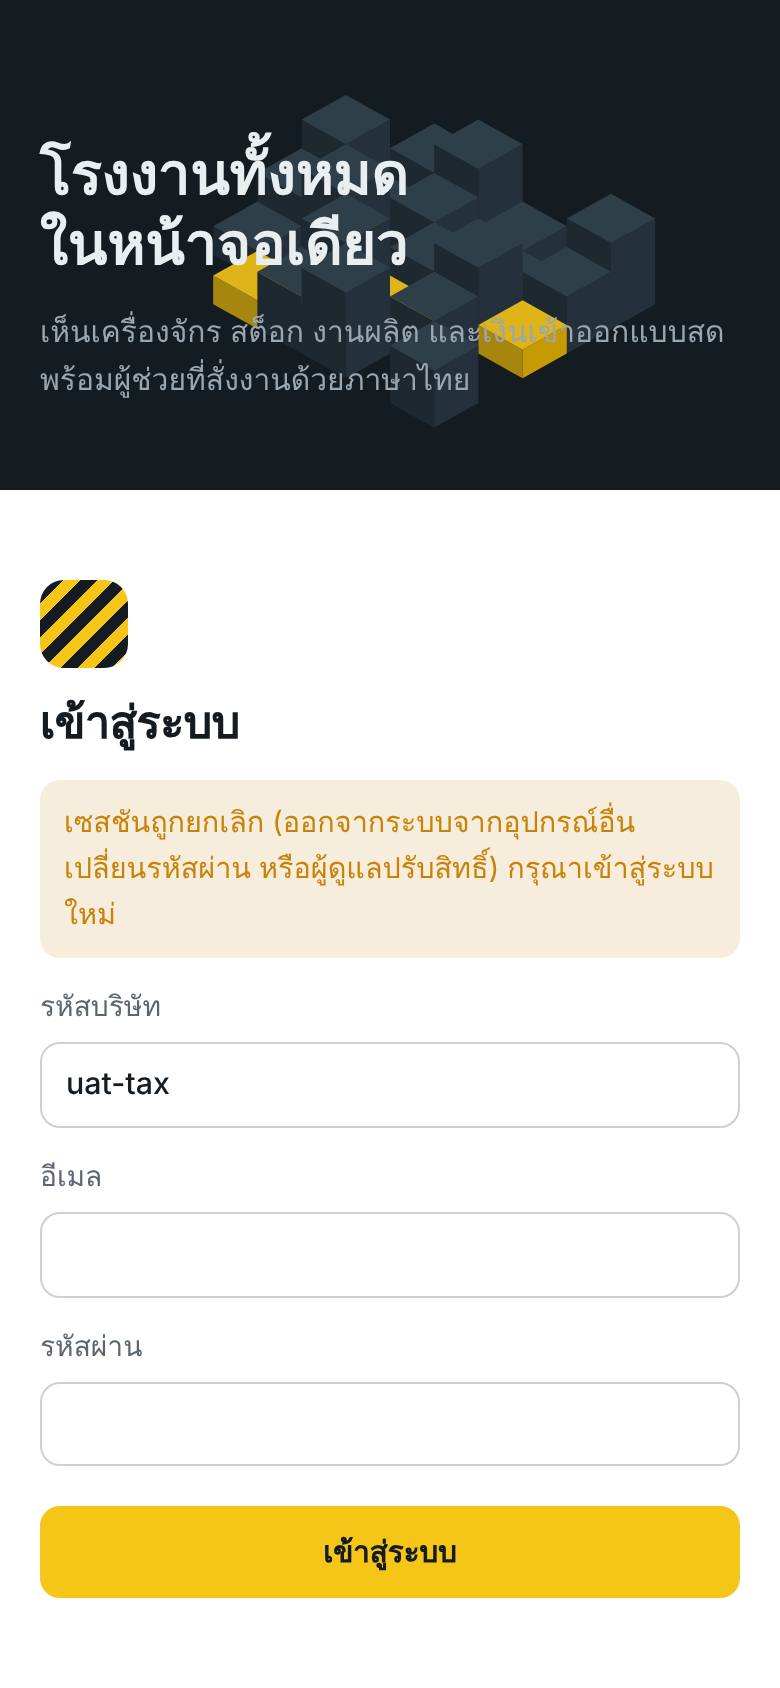 โรงงานทั้งหมด
ในหน้าจอเดียว
เห็นเครื่องจักร สต็อก งานผลิต และเงินเข้าออกแบบสด
พร้อมผู้ช่วยที่สั่งงานด้วยภาษาไทย
เข้าสู่ระบบ
เซสชันถูกยกเลิก (ออกจากระบบจากอุปกรณ์อื่น
เปลี่ยนรหัสผ่าน หรือผู้ดูแลปรับสิทธิ์) กรุณาเข้าสู่ระบบ
ใหม่
รหัสบริษัท
uat-tax
อีเมล
รหัสผ่าน
เข้าสู่ระบบ